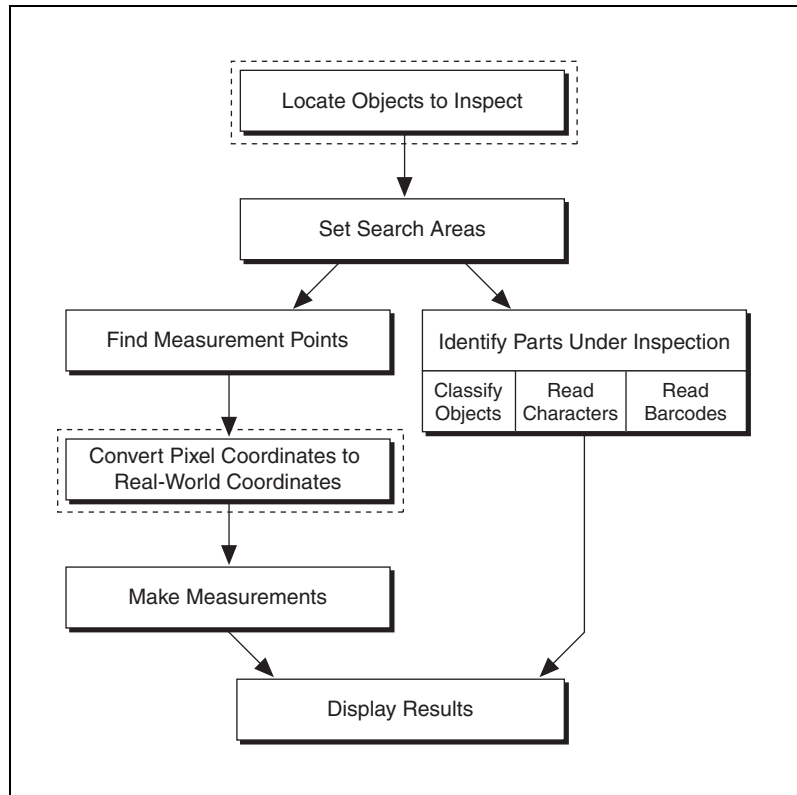 Locate Objects to Inspect
Set Search Areas
Find Measurement Points
Identify Parts Under Inspection
Classify
Objects
Read
Characters
Read
Barcodes
Convert Pixel Coordinates to
Real-World Coordinates
Make Measurements
Display Results